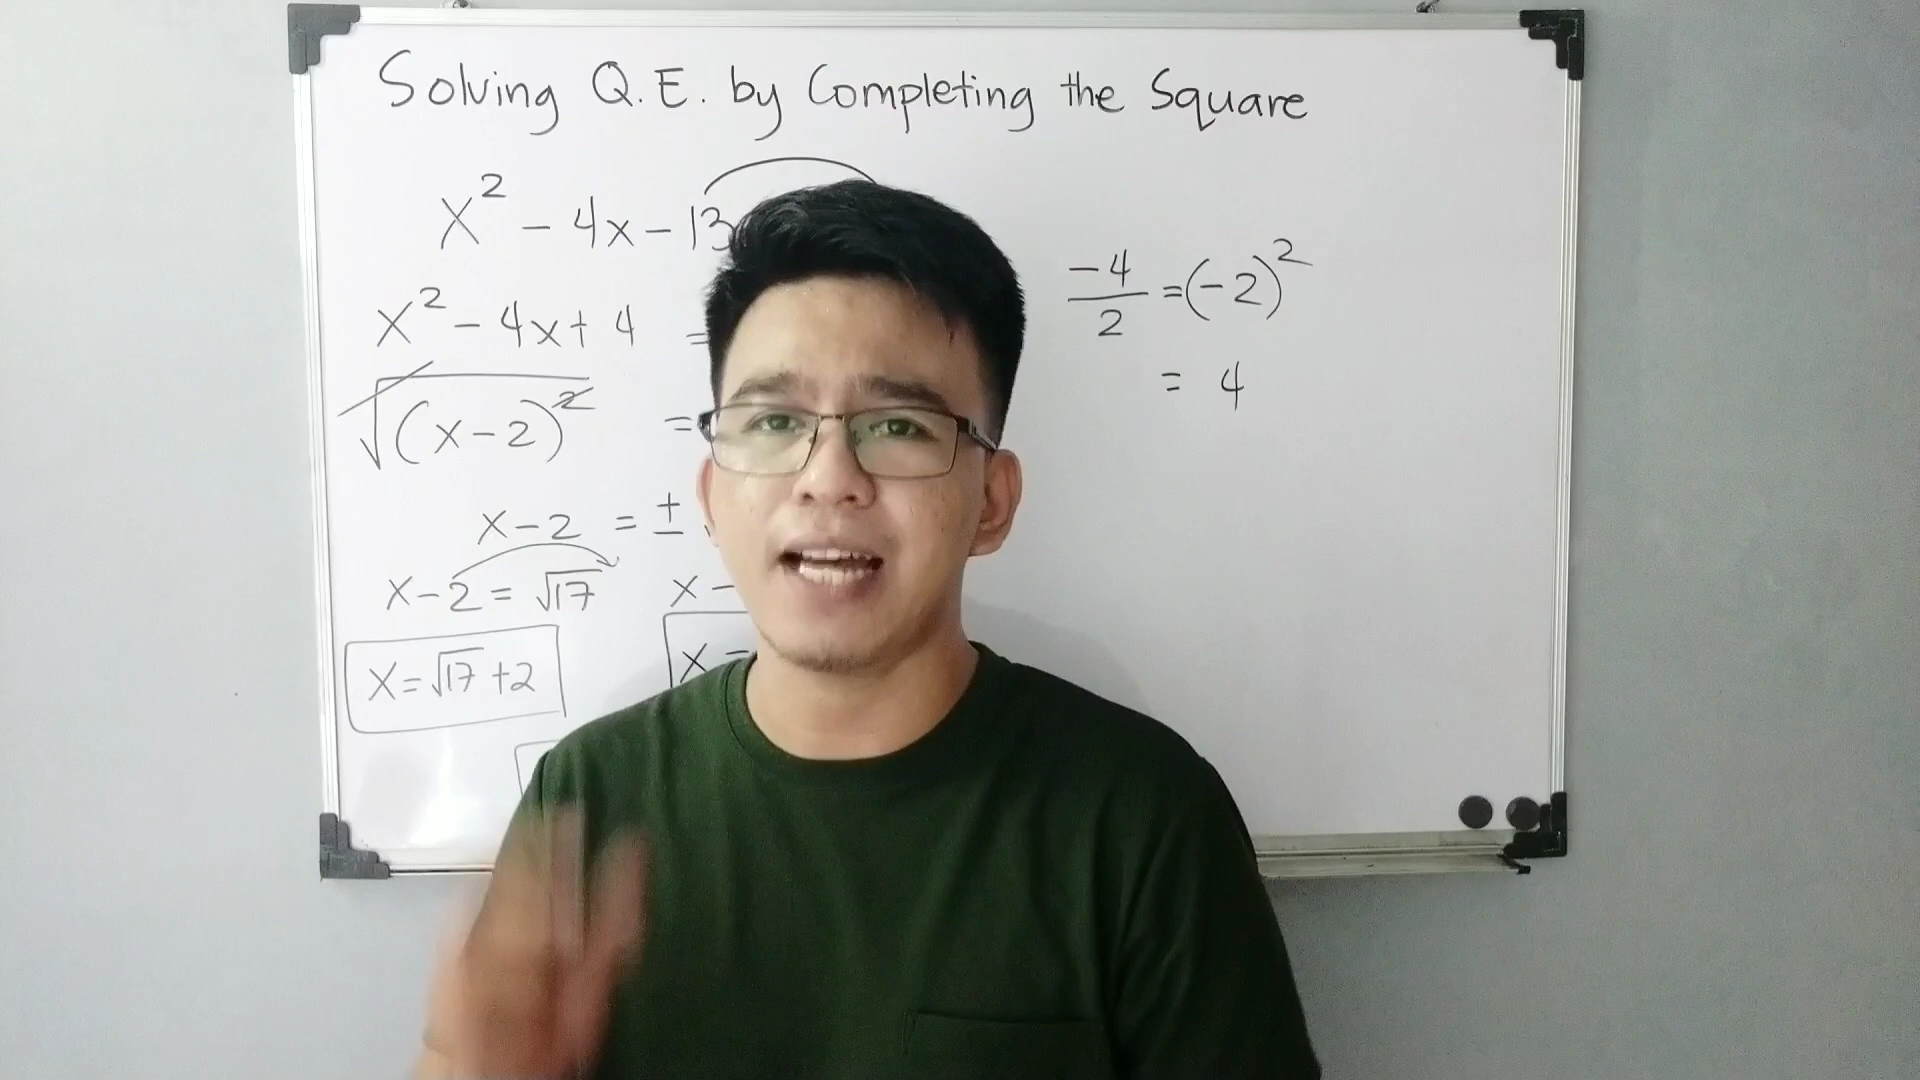 Solving Q.E. by Completing the Square
x² - 4x - 13
x² - 4x + 4 =
√(x-2)² =
x-2 = ±
x-2 = √17
x = √17 + 2
x -
x =
-4/2 = (-2)²
= 4